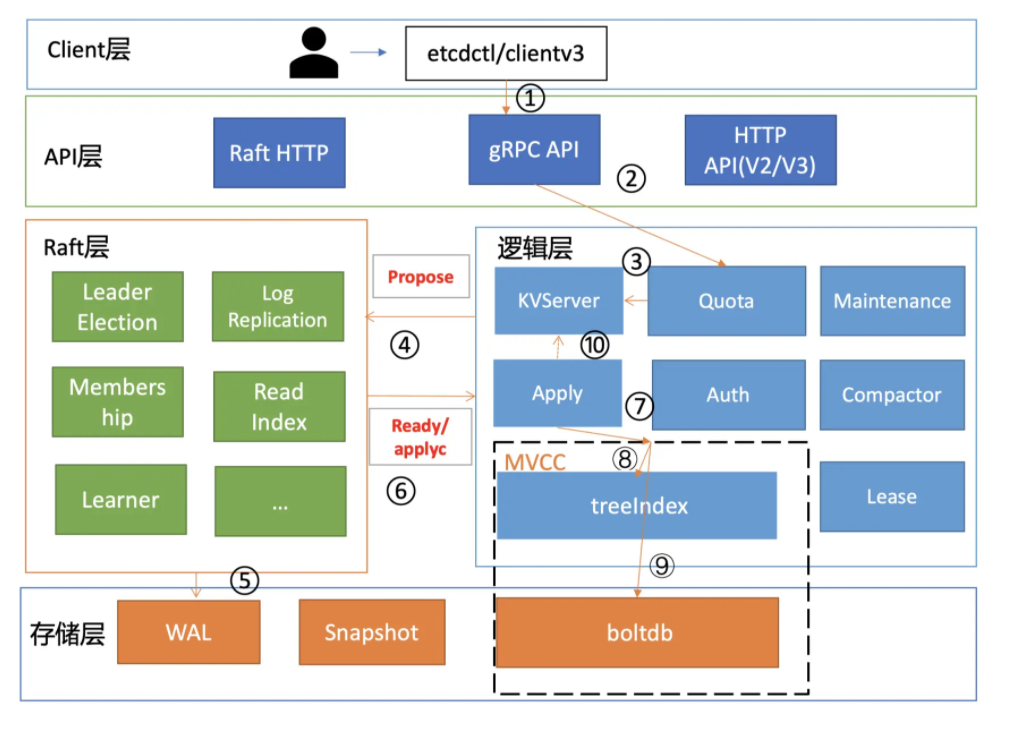 Client层
etcdctl/clientv3
①
API层
Raft HTTP
gRPC API
HTTP
API(V2/V3)
②
Raft层
逻辑层
Leader
Election
Log
Replication
Propose
③
KVServer
Quota
Maintenance
④
⑩
Members
hip
Read
Index
Apply
Auth
Compactor
⑦
Ready/
applyc
MVCC
⑧
⑥
Learner
...
treeIndex
Lease
⑤
⑨
存储层
WAL
Snapshot
boltdb